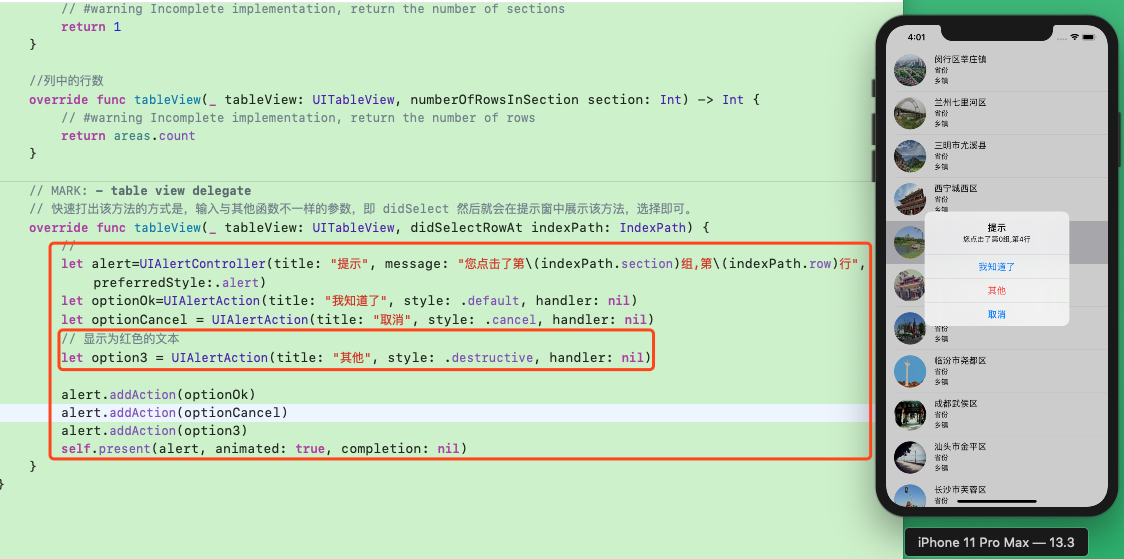 // #warning Incomplete implementation, return the number of sections
return 1
}
//列中的行数
override func tableView(_ tableView: UITableView, numberOfRowsInSection section: Int) -> Int {
// #warning Incomplete implementation, return the number of rows
return areas.count
}
// MARK: - table view delegate
// 快速打出该方法的方式是，输入与其他函数不一样的参数，即 didSelect 然后就会在提示窗中展示该方法，选择即可。
override func tableView(_ tableView: UITableView, didSelectRowAt indexPath: IndexPath) {
//
let alert=UIAlertController(title: "提示", message: "您点击了第\(indexPath.section)组,第\(indexPath.row)行",
preferredStyle:.alert)
let optionOk=UIAlertAction(title: "我知道了", style: .default, handler: nil)
let optionCancel = UIAlertAction(title: "取消", style: .cancel, handler: nil)
// 显示为红色的文本
let option3 = UIAlertAction(title: "其他", style: .destructive, handler: nil)
alert.addAction(optionOk)
alert.addAction(optionCancel)
alert.addAction(option3)
self.present(alert, animated: true, completion: nil)
}
}
4:01
闵行区莘庄镇
省份
乡镇
兰州七里河区
省份
乡镇
三明市尤溪县
省份
乡镇
西宁城西区
省份
乡镇
提示
您点击了第0组,第4行
我知道了
其他
取消
省份
乡镇
临汾市尧都区
省份
乡镇
成都武侯区
省份
乡镇
汕头市金平区
省份
乡镇
长沙市芙蓉区
省份
iPhone 11 Pro Max — 13.3